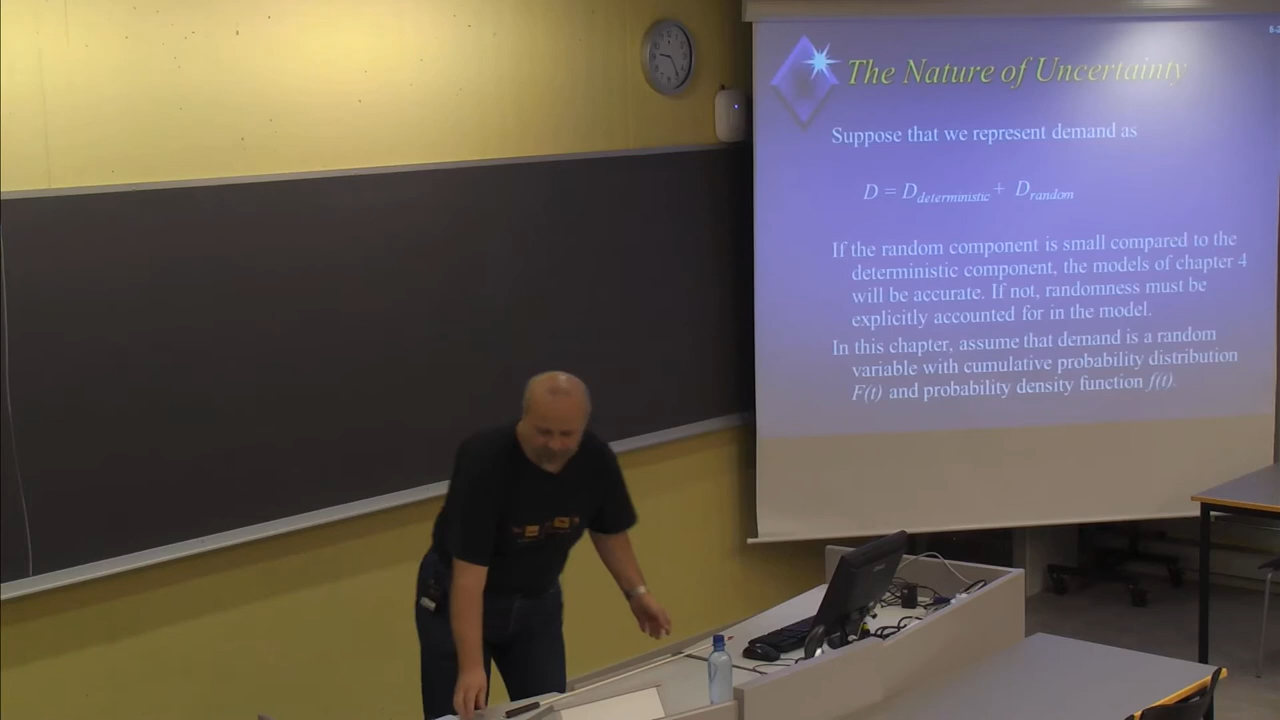 The Nature of Uncertainty
Suppose that we represent demand as
D = D deterministic + D random
If the random component is small compared to the
deterministic component, the models of chapter 4
will be accurate. If not, randomness must be
explicitly accounted for in the model.
In this chapter, assume that demand is a random
variable with cumulative probability distribution
F(t) and probability density function f(t).